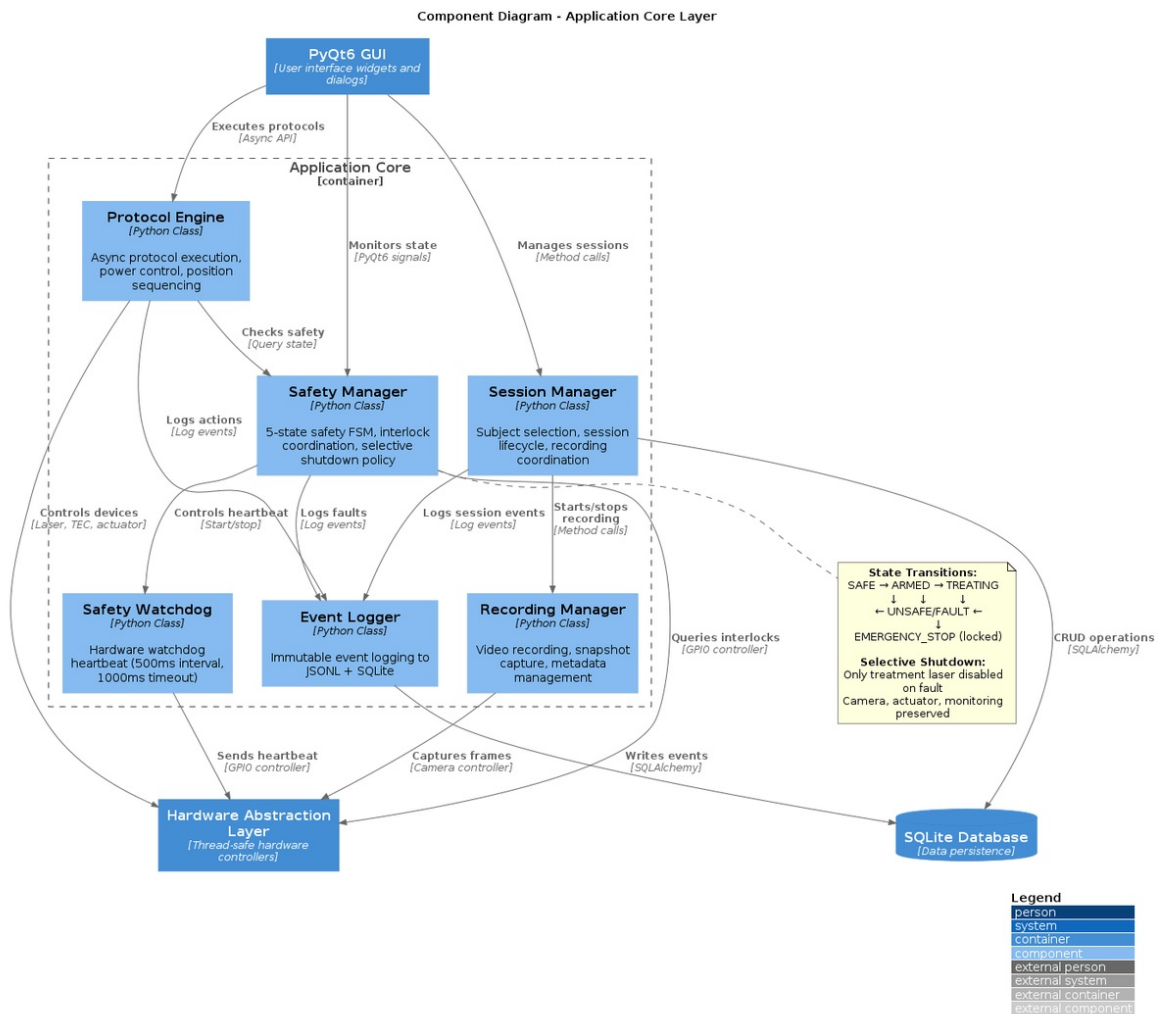 Component Diagram - Application Core Layer
PyQt6 GUI
[User interface widgets and
dialogs]
Executes protocols
[Async API]
Application Core
[container]
Protocol Engine
[Python Class]
Async protocol execution,
power control, position
sequencing
Monitors state
[PyQt6 signals]
Manages sessions
[Method calls]
Checks safety
[Query state]
Safety Manager
[Python Class]
5-state safety FSM, interlock
coordination, selective
shutdown policy
Session Manager
[Python Class]
Subject selection, session
lifecycle, recording
coordination
Logs actions
[Log events]
Controls devices
[Laser, TEC, actuator]
Controls heartbeat
[Start/stop]
Logs faults
[Log events]
Logs session events
[Log events]
Starts/stops
recording
[Method calls]
Safety Watchdog
[Python Class]
Hardware watchdog
heartbeat (500ms interval,
1000ms timeout)
Event Logger
[Python Class]
Immutable event logging to
JSONL + SQLite
Recording Manager
[Python Class]
Video recording, snapshot
capture, metadata
management
Queries interlocks
[GPIO controller]
State Transitions:
SAFE → ARMED → TREATING
↓ ↓ ↓
← UNSAFE/FAULT ←
↓
EMERGENCY_STOP (locked)
Selective Shutdown:
Only treatment laser disabled
on fault
Camera, actuator, monitoring
preserved
CRUD operations
[SQLAlchemy]
Sends heartbeat
[GPIO controller]
Captures frames
[Camera controller]
Writes events
[SQLAlchemy]
Hardware Abstraction
Layer
[Thread-safe hardware
controllers]
SQLite Database
[Data persistence]
Legend
person
system
container
component
external person
external system
external container
external component